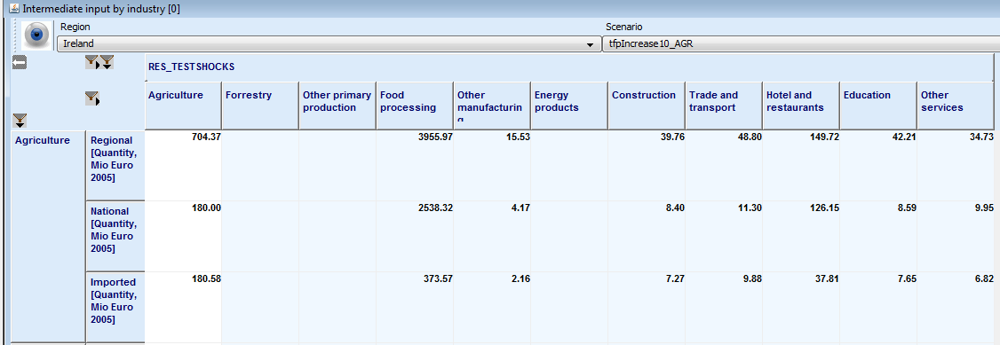 Intermediate input by industry [0]
Region Scenario
Ireland tfpIncrease10_AGR
RES_TESTSHOCKS
Agriculture Forrestry Other primary Food Other Energy Construction Trade and Hotel and Education Other
production processing manufacturin products transport restaurants services
g
Agriculture Regional 704.37 3955.97 15.53 39.76 48.80 149.72 42.21 34.73
[Quantity,
Mio Euro
2005]
National 180.00 2538.32 4.17 8.40 11.30 126.15 8.59 9.95
[Quantity,
Mio Euro
2005]
Imported 180.58 373.57 2.16 7.27 9.88 37.81 7.65 6.82
[Quantity,
Mio Euro
2005]